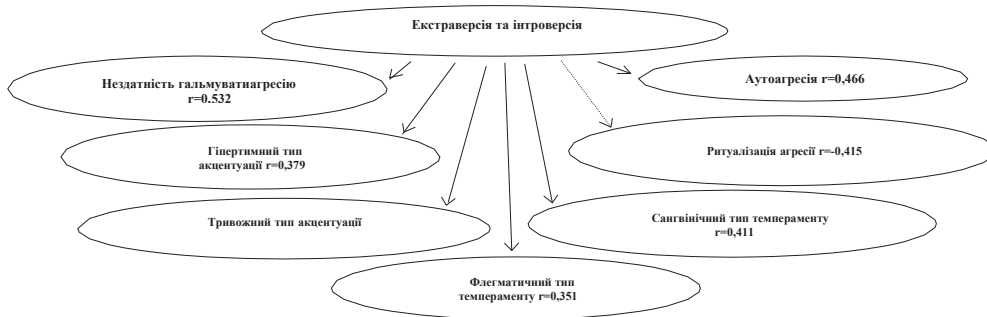 Екстраверсія та інтроверсія
Нездатність гальмуватиагресію
r=0.532
Аутоагресія r=0,466
Гіпертимний тип
акцентуації r=0,379
Ритуалізація агресії r=-0,415
Тривожний тип акцентуації
Сангвінічний тип темпераменту
r=0,411
Флегматичний тип
темпераменту r=0,351